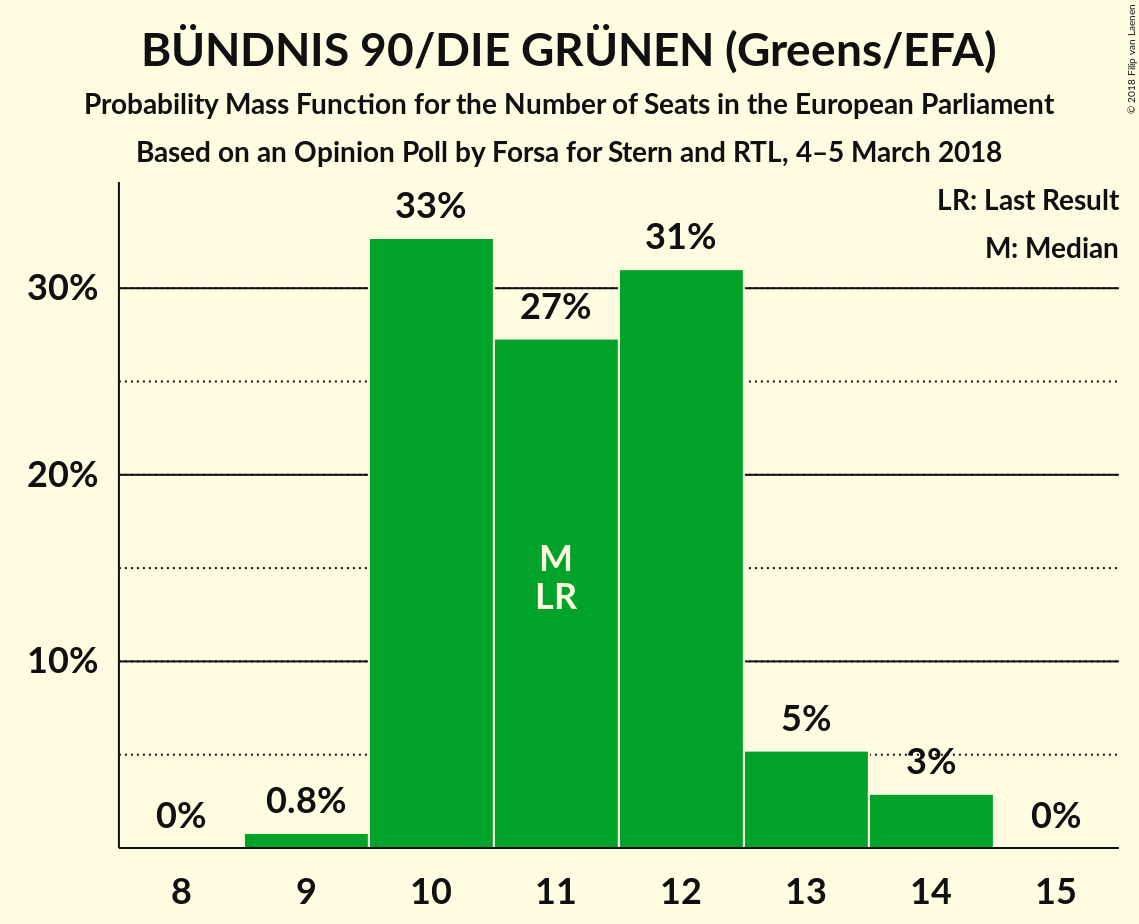 BÜNDNIS 90/DIE GRÜNEN (Greens/EFA)
Probability Mass Function for the Number of Seats in the European Parliament
Based on an Opinion Poll by Forsa for Stern and RTL, 4–5 March 2018
© 2018 Filip van Laenen
LR: Last Result
M: Median
33%
31%
30%
27%
20%
M
LR
10%
5%
3%
0.8%
0%
0%
8 9 10 11 12 13 14 15